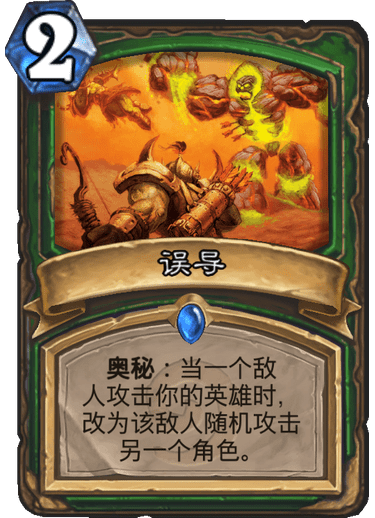 2
误导
奥秘：当一个敌
人攻击你的英雄时，
改为该敌人随机攻击
另一个角色。